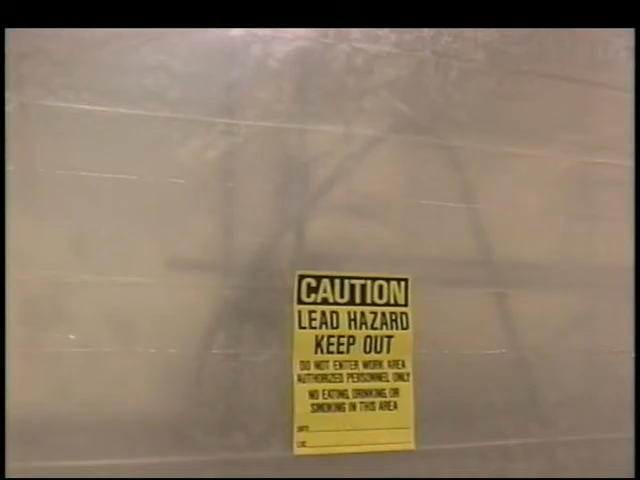 CAUTION
LEAD HAZARD
KEEP OUT
DO NOT ENTER WORK AREA
AUTHORIZED PERSONNEL ONLY
NO EATING, DRINKING, OR
SMOKING IN THIS AREA
DATE